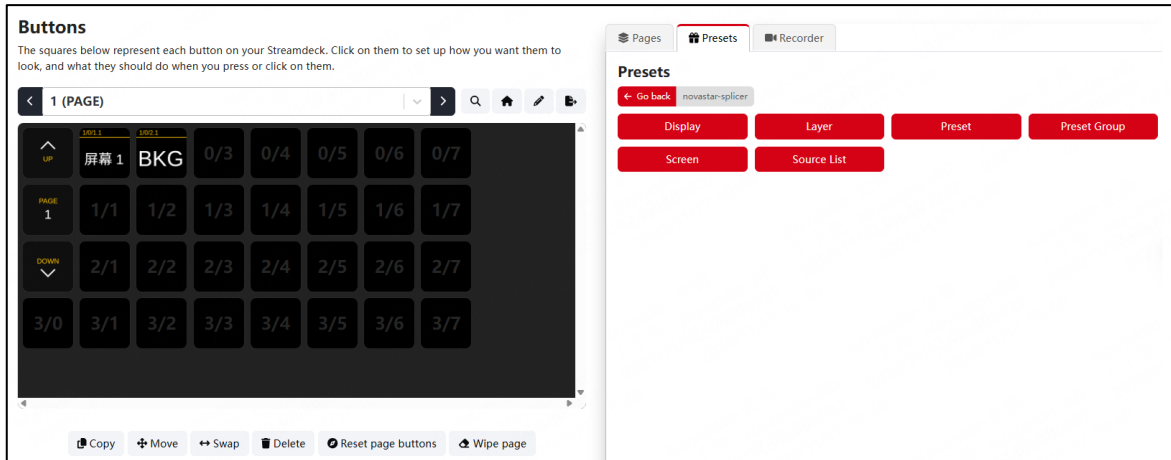 Buttons
The squares below represent each button on your Streamdeck. Click on them to set up how you want them to
look, and what they should do when you press or click on them.
1 (PAGE)
UP
1/0/1.1
屏幕 1
1/0/2.1
BKG
0/3
0/4
0/5
0/6
0/7
PAGE
1
1/1
1/2
1/3
1/4
1/5
1/6
1/7
DOWN
2/1
2/2
2/3
2/4
2/5
2/6
2/7
3/0
3/1
3/2
3/3
3/4
3/5
3/6
3/7
Copy
Move
Swap
Delete
Reset page buttons
Wipe page
Pages
Presets
Recorder
Presets
Go back
novastar-splicer
Display
Layer
Preset
Preset Group
Screen
Source List